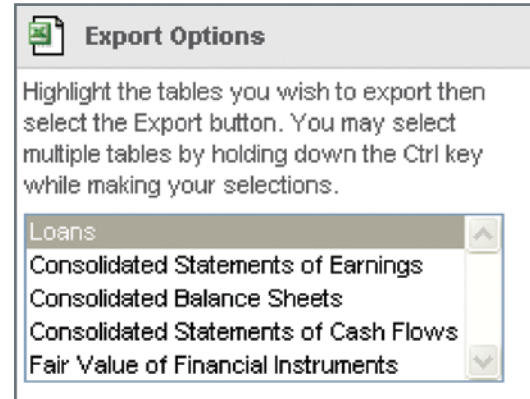 Export Options
Highlight the tables you wish to export then
select the Export button. You may select
multiple tables by holding down the Ctrl key
while making your selections.
Loans
Consolidated Statements of Earnings
Consolidated Balance Sheets
Consolidated Statements of Cash Flows
Fair Value of Financial Instruments